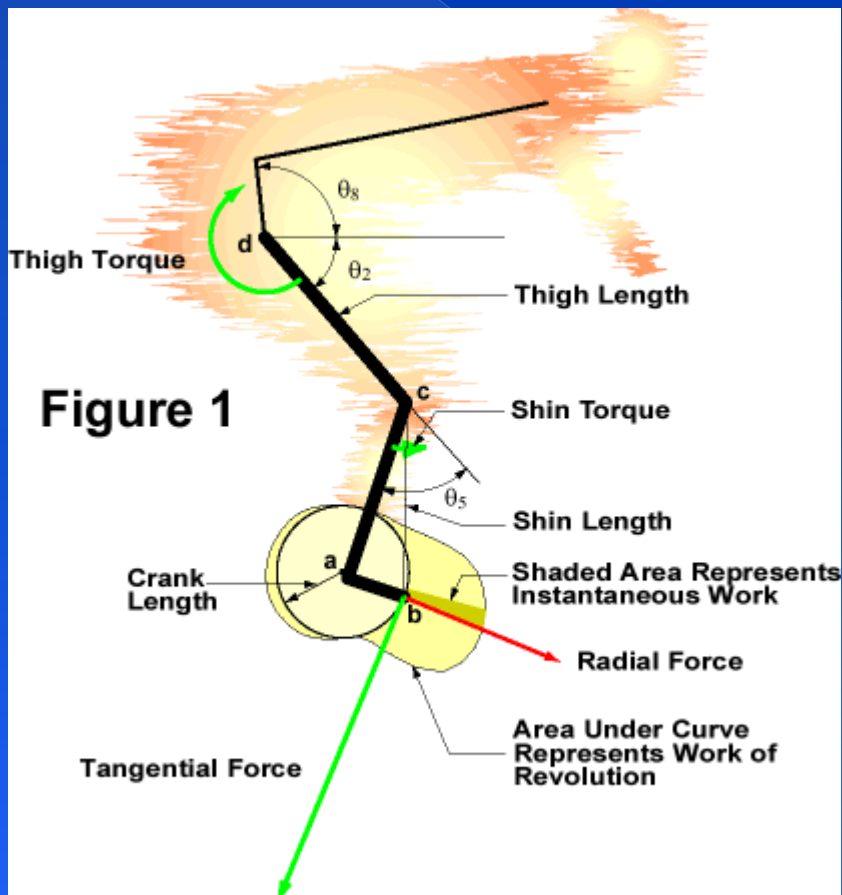 θ8
d
Thigh Torque
θ2
Thigh Length
c
Figure 1
Shin Torque
θ5
Shin Length
a
Crank
Length
Shaded Area Represents
Instantaneous Work
b
Radial Force
Area Under Curve
Represents Work of
Revolution
Tangential Force